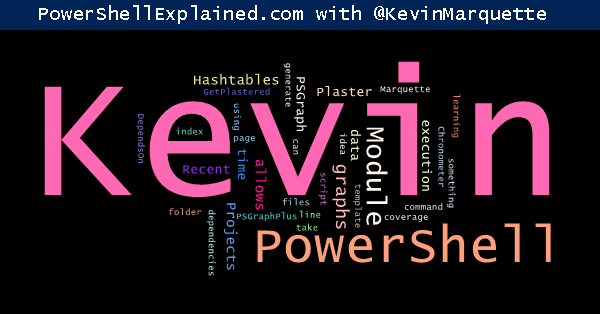 PowerShellExplained.com with @KevinMarquette
Kevin
Hashtables
GetPlastered
generate
PSGraph
Plaster
Marquette
learning
DependsOn
index
using
page
can
idea
data
Module
execution
Chronometer
something
Recent
time
allows
script
graphs
template
files
command
coverage
folder
dependencies
Projects
PSGraphPlus
line
take
PowerShell